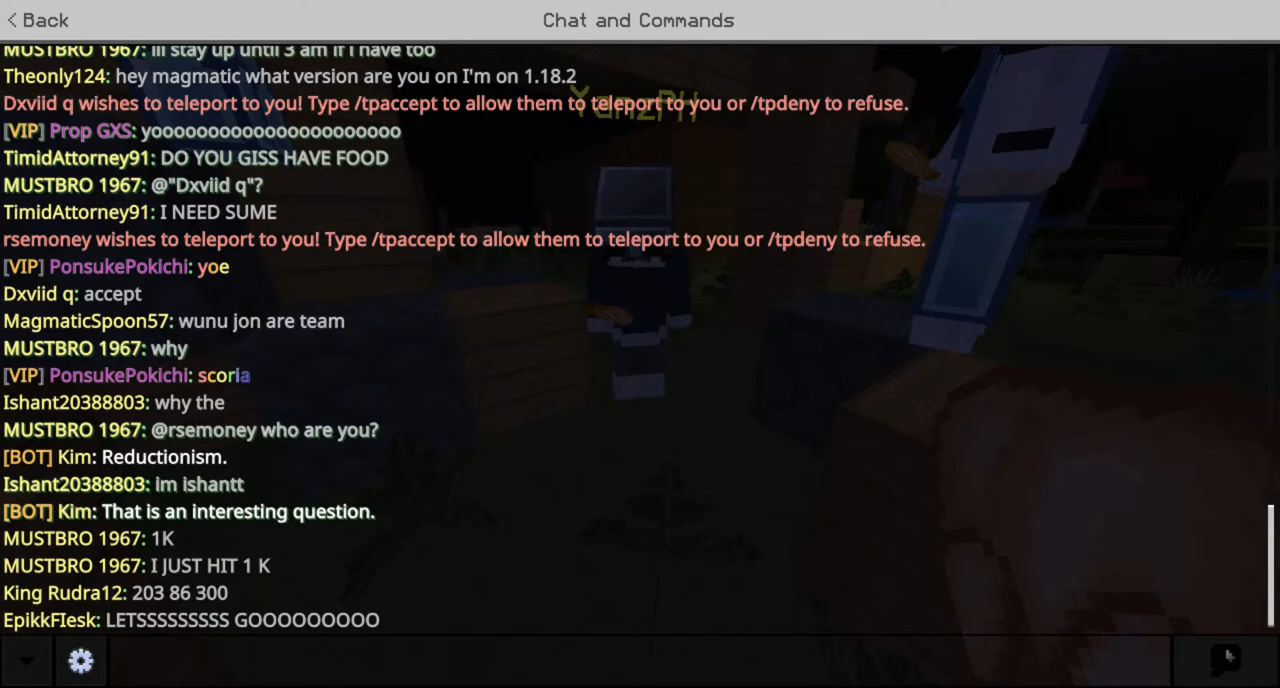 Back
Chat and Commands
MUSTBRO 1967: ill stay up until 3 am if i have too
Theonly124: hey magmatic what version are you on I'm on 1.18.2
Dxviid q wishes to teleport to you! Type /tpaccept to allow them to teleport to you or /tpdeny to refuse.
YamzPH
[VIP] Prop GXS: yooooooooooooooooooooooo
TimidAttorney91: DO YOU GISS HAVE FOOD
MUSTBRO 1967: @"Dxviid q"?
TimidAttorney91: I NEED SUME
rsemoney wishes to teleport to you! Type /tpaccept to allow them to teleport to you or /tpdeny to refuse.
[VIP] PonsukePokichi: yoe
Dxviid q: accept
MagmaticSpoon57: wunu jon are team
MUSTBRO 1967: why
[VIP] PonsukePokichi: scoria
Ishant20388803: why the
MUSTBRO 1967: @rsemoney who are you?
[BOT] Kim: Reductionism.
Ishant20388803: im ishantt
[BOT] Kim: That is an interesting question.
MUSTBRO 1967: 1K
MUSTBRO 1967: I JUST HIT 1 K
King Rudra12: 203 86 300
EpikkFIesk: LETSSSSSSSSS GOOOOOOOOO